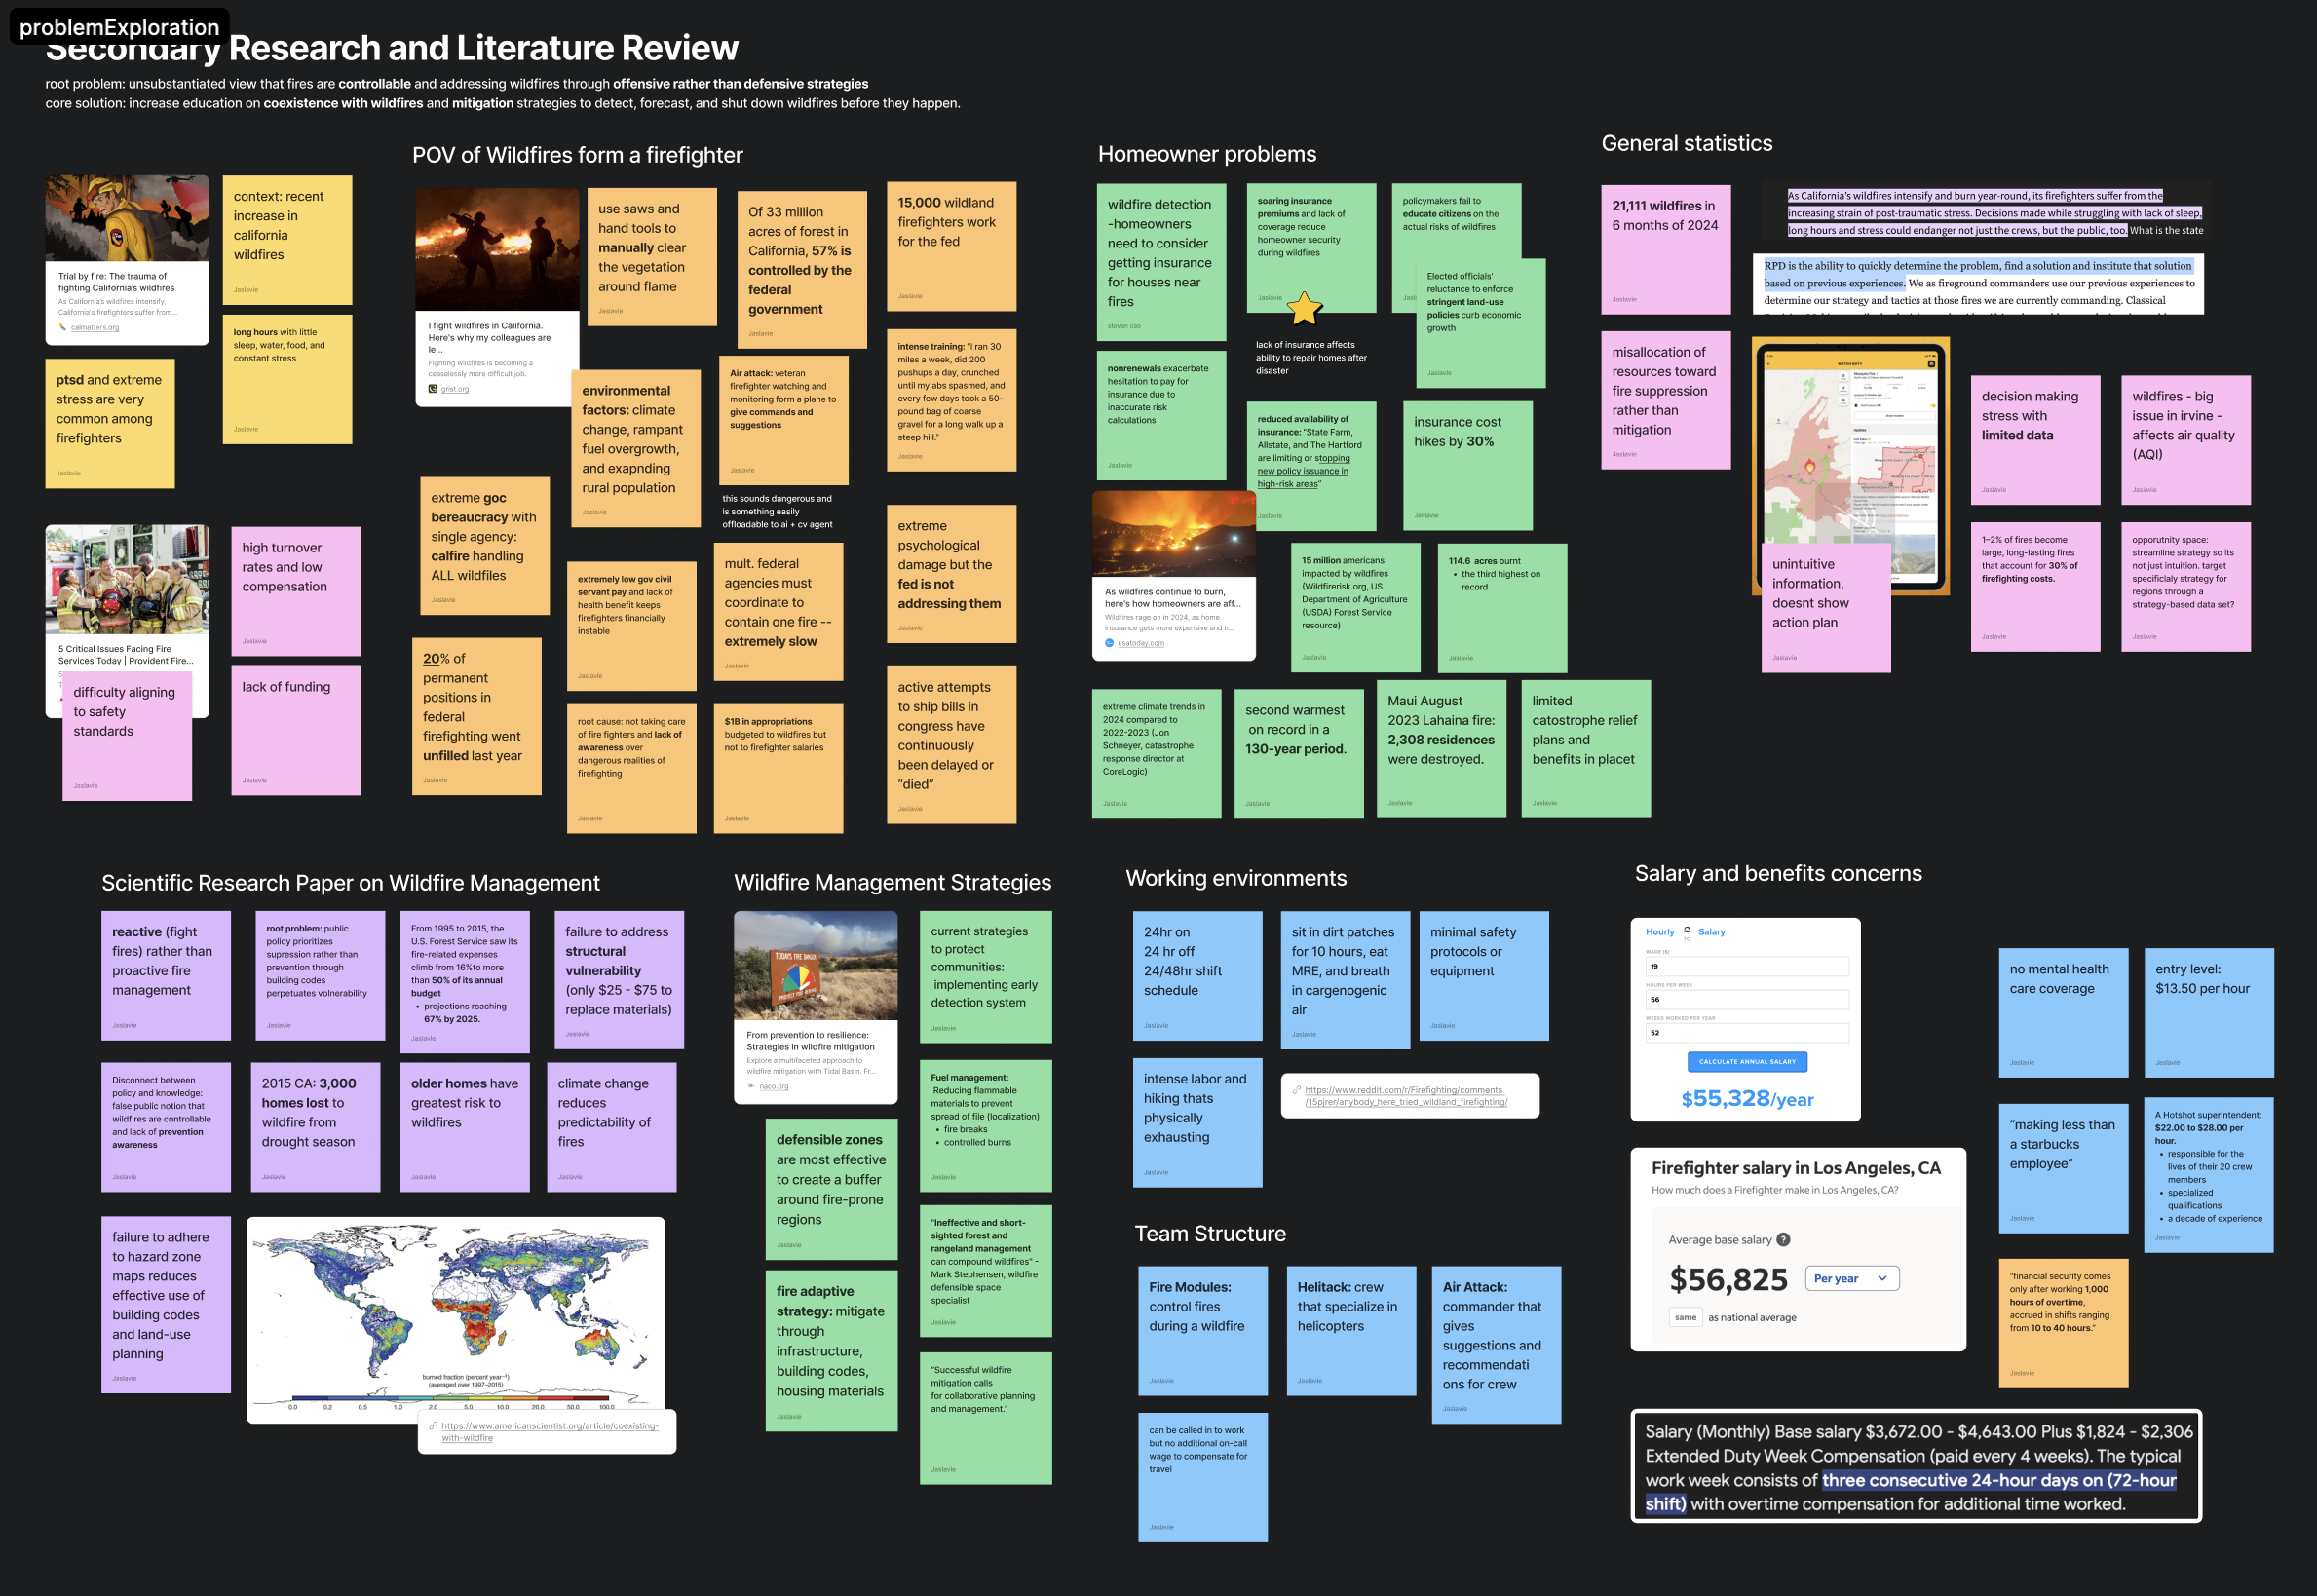 problemExploration
Secondary Research and Literature Review
root problem: unsubstantiated view that fires are controllable and addressing wildfires through offensive rather than defensive strategies
core solution: increase education on coexistence with wildfires and mitigation strategies to detect, forecast, and shut down wildfires before they happen.
Trial by fire: The trauma of
fighting California's wildfires
As California's wildfires intensify,
California's firefighters suffer from...
calmatters.org
context: recent
increase in
california
wildfires
Jaslavie
long hours with little
sleep, water, food, and
constant stress
Jaslavie
ptsd and extreme
stress are very
common among
firefighters
Jaslavie
5 Critical Issues Facing Fire
Services Today | Provident Fire...
high turnover
rates and low
compensation
Jaslavie
difficulty aligning
to safety
standards
Jaslavie
lack of funding
Jaslavie
POV of Wildfires form a firefighter
I fight wildfires in California.
Here's why my colleagues are
le...
Fighting wildfires is becoming a
ceaselessly more difficult job.
grist.org
use saws and
hand tools to
manually clear
the vegetation
around flame
Jaslavie
Of 33 million
acres of forest in
California, 57% is
controlled by the
federal
government
Jaslavie
15,000 wildland
firefighters work
for the fed
Jaslavie
environmental
factors: climate
change, rampant
fuel overgrowth,
and exapnding
rural population
Jaslavie
Air attack: veteran
firefighter watching and
monitoring form a plane to
give commands and
suggestions
Jaslavie
this sounds dangerous and
is something easily
offloadable to ai + cv agent
intense training: "I ran 30
miles a week, did 200
pushups a day, crunched
until my abs spasmed, and
every few days took a 50-
pound bag of coarse
gravel for a long walk up a
steep hill."
Jaslavie
extreme goc
bereaucracy with
single agency:
calfire handling
ALL wildfiles
Jaslavie
extremely low gov civil
servant pay and lack of
health benefit keeps
firefighters financially
instable
Jaslavie
mult. federal
agencies must
coordinate to
contain one fire --
extremely slow
Jaslavie
extreme
psychological
damage but the
fed is not
addressing them
Jaslavie
20% of
permanent
positions in
federal
firefighting went
unfilled last year
Jaslavie
root cause: not taking care
of fire fighters and lack of
awareness over
dangerous realities of
firefighting
Jaslavie
$1B in appropriations
budgeted to wildfires but
not to firefighter salaries
Jaslavie
active attempts
to ship bills in
congress have
continuously
been delayed or
"died"
Jaslavie
Homeowner problems
wildfire detection
-homeowners
need to consider
getting insurance
for houses near
fires
steven cao
soaring insurance
premiums and lack of
coverage reduce
homeowner security
during wildfires
Jaslavie
policymakers fail to
educate citizens on the
actual risks of wildfires
Jasl
Elected officials'
reluctance to enforce
stringent land-use
policies curb economic
growth
Jaslavie
lack of insurance affects
ability to repair homes after
disaster
nonrenewals exacerbate
hesitation to pay for
insurance due to
inaccurate risk
calculations
Jaslavie
reduced availability of
insurance: "State Farm,
Allstate, and The Hartford
are limiting or stopping
new policy issuance in
high-risk areas"
Jaslavie
insurance cost
hikes by 30%
Jaslavie
As wildfires continue to burn,
here's how homeowners are aff...
Wildfires rage on in 2024, as home
insurance gets more expensive and h...
usatoday.com
15 million americans
impacted by wildfires
(Wildfirerisk.org, US
Department of Agriculture
(USDA) Forest Service
resource)
Jaslavie
114.6 acres burnt
• the third highest on
record
Jaslavie
extreme climate trends in
2024 compared to
2022-2023 (Jon
Schneyer, catastrophe
response director at
CoreLogic)
Jaslavie
second warmest
on record in a
130-year period.
Jaslavie
Maui August
2023 Lahaina fire:
2,308 residences
were destroyed.
Jaslavie
limited
catostrophe relief
plans and
benefits in placet
Jaslavie
General statistics
21,111 wildfires in
6 months of 2024
Jaslavie
As California's wildfires intensify and burn year-round, its firefighters suffer from the
increasing strain of post-traumatic stress. Decisions made while struggling with lack of sleep,
long hours and stress could endanger not just the crews, but the public, too. What is the state
RPD is the ability to quickly determine the problem, find a solution and institute that solution
based on previous experiences. We as fireground commanders use our previous experiences to
determine our strategy and tactics at those fires we are currently commanding. Classical
misallocation of
resources toward
fire suppression
rather than
mitigation
Jaslavie
unintuitive
information,
doesnt show
action plan
Jaslavie
decision making
stress with
limited data
Jaslavie
wildfires - big
issue in irvine -
affects air quality
(AQI)
Jaslavie
1–2% of fires become
large, long-lasting fires
that account for 30% of
firefighting costs.
Jaslavie
opporutnity space:
streamline strategy so its
not just intuition. target
specificlaly strategy for
regions through a
strategy-based data set?
Jaslavie
Scientific Research Paper on Wildfire Management
reactive (fight
fires) rather than
proactive fire
management
Jaslavie
root problem: public
policy prioritizes
supression rather than
prevention through
building codes
perpetuates vulnerability
Jaslavie
From 1995 to 2015, the
U.S. Forest Service saw its
fire-related expenses
climb from 16%to more
than 50% of its annual
budget
• projections reaching
67% by 2025.
Jaslavie
failure to address
structural
vulnerability
(only $25 - $75 to
replace materials)
Jaslavie
Disconnect between
policy and knowledge:
false public notion that
wildfires are controllable
and lack of prevention
awareness
Jaslavie
2015 CA: 3,000
homes lost to
wildfire from
drought season
Jaslavie
older homes have
greatest risk to
wildfires
Jaslavie
climate change
reduces
predictability of
fires
Jaslavie
failure to adhere
to hazard zone
maps reduces
effective use of
building codes
and land-use
planning
Jaslavie
burned fraction (percent year⁻¹)
(averaged over 1997–2015)
0.0 0.2 0.5 1.0 2.0 5.0 10.0 20.0 50.0 100.0
https://www.americanscientist.org/article/coexisting-
with-wildfire
Wildfire Management Strategies
TODAYS FIRE DANGER
From prevention to resilience:
Strategies in wildfire mitigation
Explore a multifaceted approach to
wildfire mitigation with Tidal Basin. Fr...
naco.org
current strategies
to protect
communities:
implementing early
detection system
Jaslavie
Fuel management:
Reducing flammable
materials to prevent
spread of file (localization)
• fire breaks
• controlled burns
Jaslavie
defensible zones
are most effective
to create a buffer
around fire-prone
regions
Jaslavie
"Ineffective and short-
sighted forest and
rangeland management
can compound wildfires" -
Mark Stephensen, wildfire
defensible space
specialist
Jaslavie
fire adaptive
strategy: mitigate
through
infrastructure,
building codes,
housing materials
Jaslavie
"Successful wildfire
mitigation calls
for collaborative planning
and management."
Jaslavie
Working environments
24hr on
24 hr off
24/48hr shift
schedule
Jaslavie
sit in dirt patches
for 10 hours, eat
MRE, and breath
in cargenogenic
air
Jaslavie
minimal safety
protocols or
equipment
Jaslavie
intense labor and
hiking thats
physically
exhausting
Jaslavie
https://www.reddit.com/r/Firefighting/comments
/15pjrer/anybody_here_tried_wildland_firefighting/
Team Structure
Fire Modules:
control fires
during a wildfire
Jaslavie
Helitack: crew
that specialize in
helicopters
Jaslavie
Air Attack:
commander that
gives
suggestions and
recommendati
ons for crew
Jaslavie
can be called in to work
but no additional on-call
wage to compensate for
travel
Jaslavie
Salary and benefits concerns
Hourly TO Salary
WAGE ($)
19
HOURS PER WEEK
56
WEEKS WORKED PER YEAR
52
CALCULATE ANNUAL SALARY
$55,328/year
no mental health
care coverage
Jaslavie
entry level:
$13.50 per hour
Jaslavie
"making less than
a starbucks
employee"
Jaslavie
A Hotshot superintendent:
$22.00 to $28.00 per
hour.
• responsible for the
lives of their 20 crew
members
• specialized
qualifications
• a decade of experience
Jaslavie
Firefighter salary in Los Angeles, CA
How much does a Firefighter make in Los Angeles, CA?
Average base salary ?
$56,825 Per year
same as national average
"financial security comes
only after working 1,000
hours of overtime,
accrued in shifts ranging
from 10 to 40 hours."
Jaslavie
Salary (Monthly) Base salary $3,672.00 - $4,643.00 Plus $1,824 - $2,306
Extended Duty Week Compensation (paid every 4 weeks). The typical
work week consists of three consecutive 24-hour days on (72-hour
shift) with overtime compensation for additional time worked.